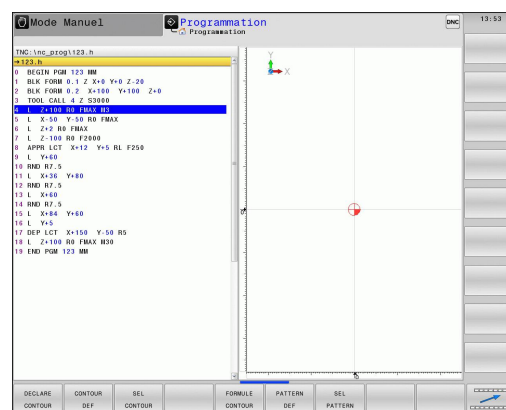 Mode Manuel
Programmation
Programmation
DNC
13:53
TNC:\nc_prog\123.h
→123.h
0 BEGIN PGM 123 MM
1 BLK FORM 0.1 Z X+0 Y+0 Z-20
2 BLK FORM 0.2 X+100 Y+100 Z+0
3 TOOL CALL 4 Z S3000
4 L Z+100 R0 FMAX M3
5 L X-50 Y-50 R0 FMAX
6 L Z+2 R0 FMAX
7 L Z-100 R0 F2000
8 APPR LCT X+12 Y+5 RL F250
9 L Y+60
10 RND R7.5
11 L X+36 Y+80
12 RND R7.5
13 L X+60
14 RND R7.5
15 L X+84 Y+60
16 L Y+5
17 DEP LCT X+150 Y-50 R5
18 L Z+100 R0 FMAX M30
19 END PGM 123 MM
Y
X
0
0
DECLARE CONTOUR
CONTOUR DEF
SEL CONTOUR
FORMULE CONTOUR
PATTERN DEF
SEL PATTERN